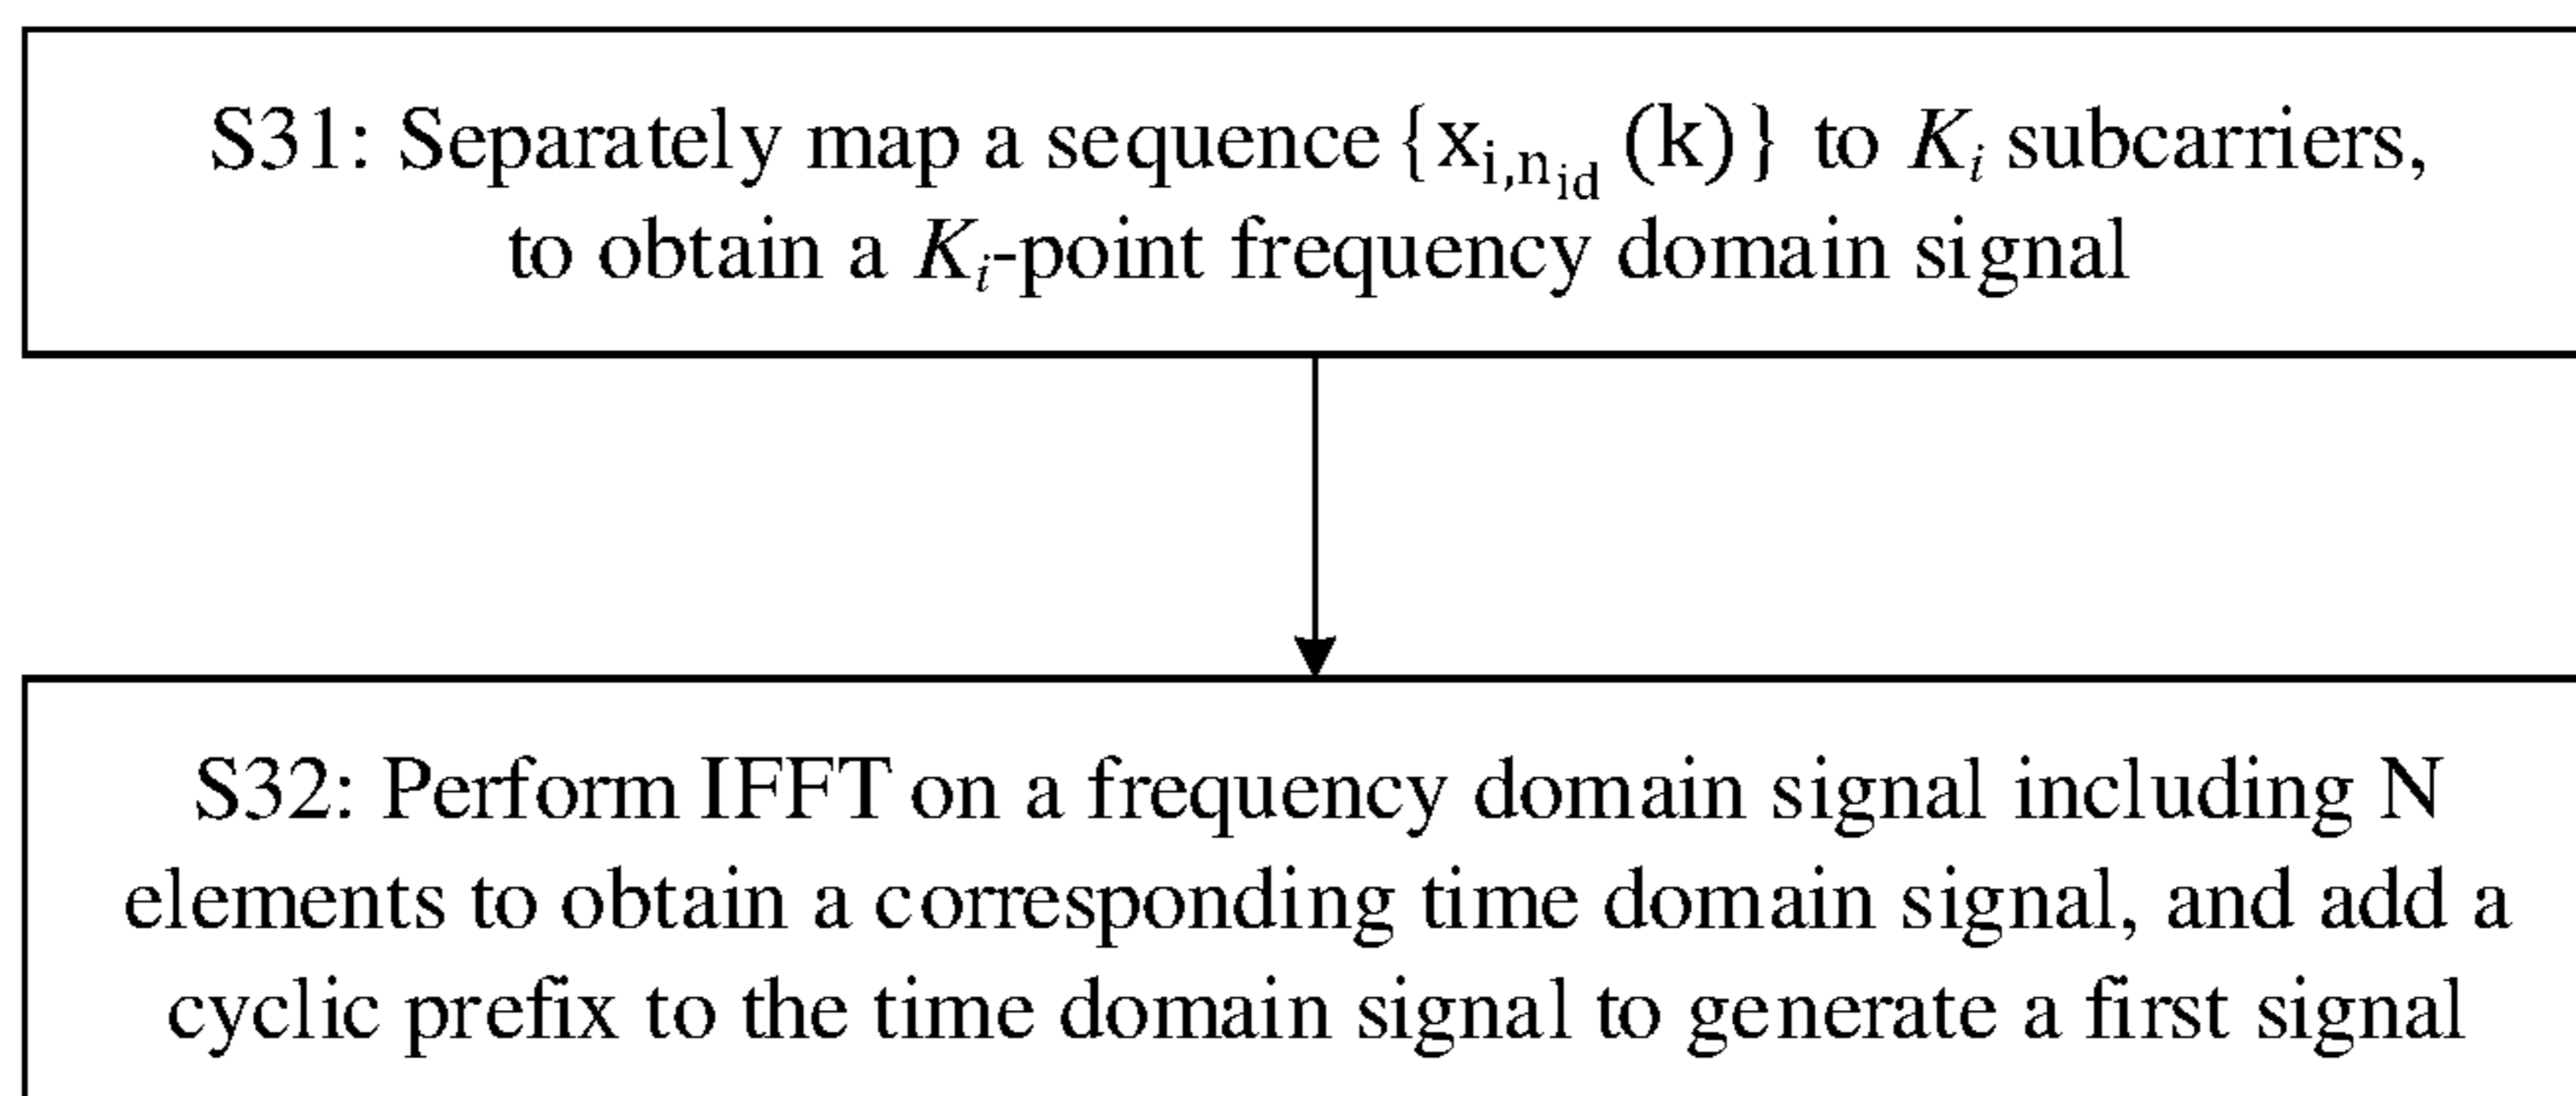 S31: Separately map a sequence {x_{i,n_{id}} (k)} to K_i subcarriers,
to obtain a K_i-point frequency domain signal
S32: Perform IFFT on a frequency domain signal including N
elements to obtain a corresponding time domain signal, and add a
cyclic prefix to the time domain signal to generate a first signal